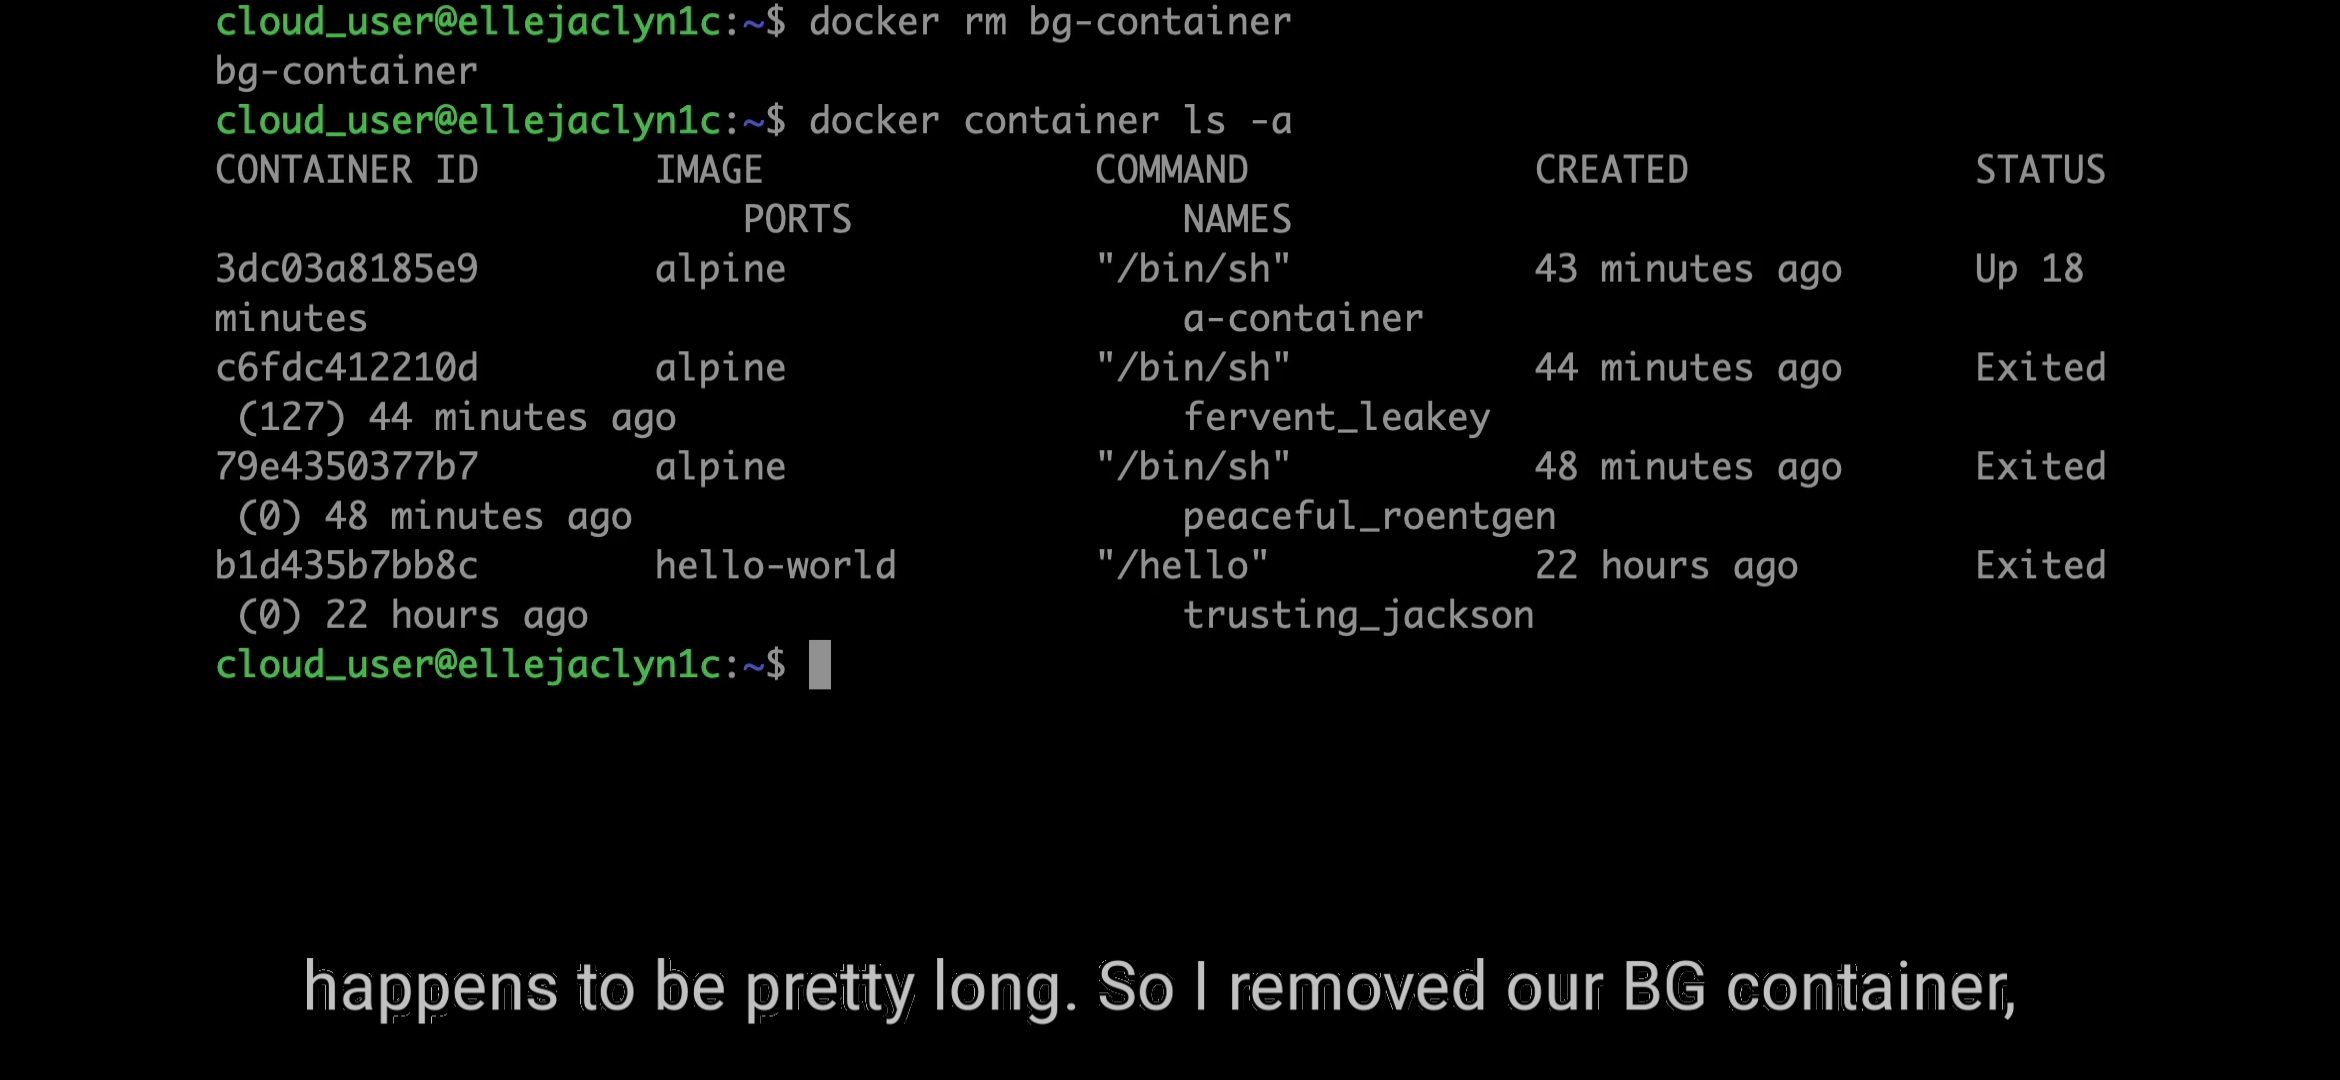 cloud_user@ellejaclyn1c:~$ docker rm bg-container
bg-container
cloud_user@ellejaclyn1c:~$ docker container ls -a
CONTAINER ID        IMAGE               COMMAND             CREATED             STATUS
                        PORTS               NAMES
3dc03a8185e9        alpine              "/bin/sh"           43 minutes ago      Up 18
minutes                                     a-container
c6fdc412210d        alpine              "/bin/sh"           44 minutes ago      Exited
 (127) 44 minutes ago                       fervent_leakey
79e4350377b7        alpine              "/bin/sh"           48 minutes ago      Exited
 (0) 48 minutes ago                         peaceful_roentgen
b1d435b7bb8c        hello-world         "/hello"            22 hours ago        Exited
 (0) 22 hours ago                           trusting_jackson
cloud_user@ellejaclyn1c:~$
happens to be pretty long. So I removed our BG container,